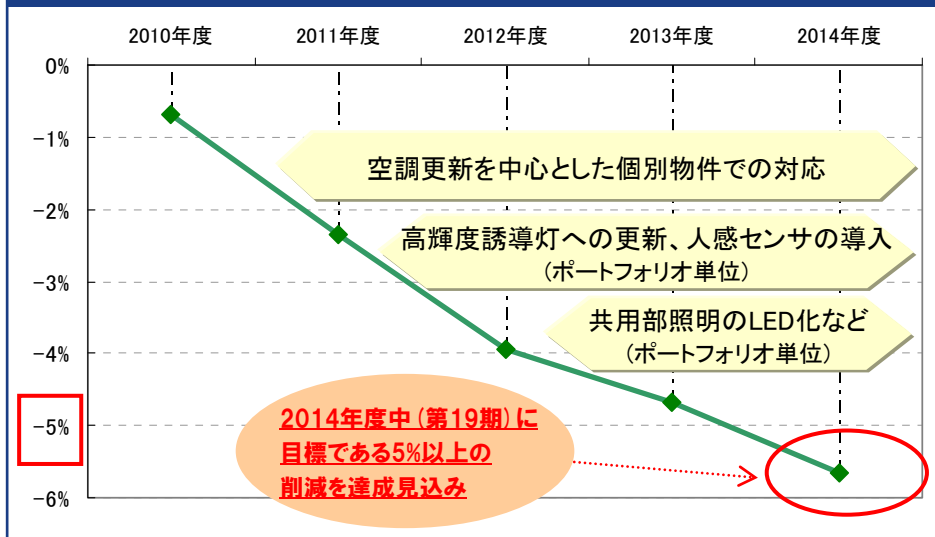 2010年度 2011年度 2012年度 2013年度 2014年度
0%
-1%
-2%
-3%
-4%
-5%
-6%
空調更新を中心とした個別物件での対応
高輝度誘導灯への更新、人感センサの導入
(ポートフォリオ単位)
共用部照明のLED化など
(ポートフォリオ単位)
2014年度中(第19期)に
目標である5%以上の
削減を達成見込み